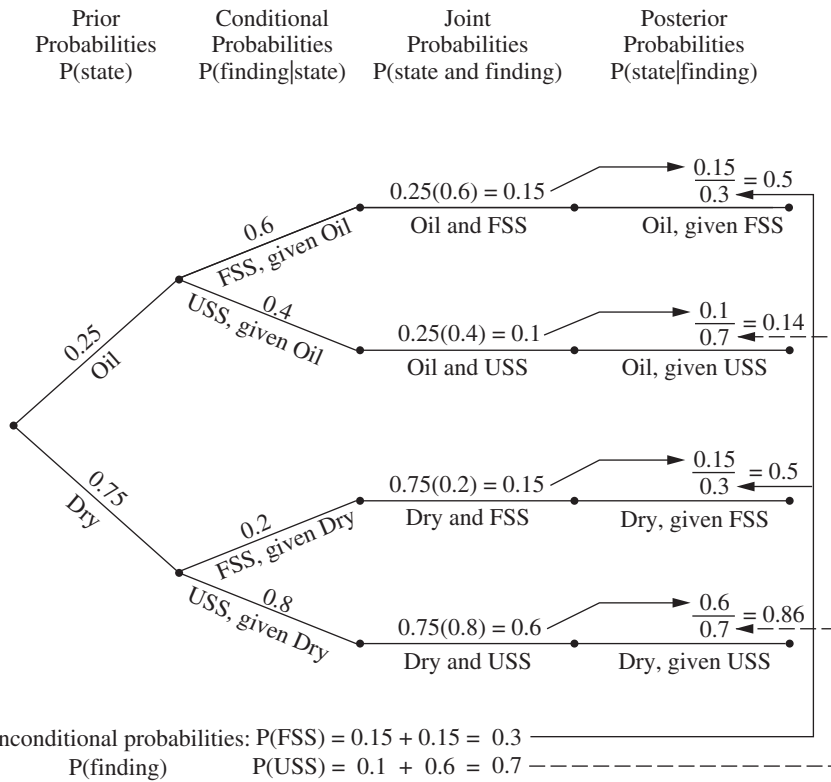 Prior Conditional Joint Posterior
Probabilities Probabilities Probabilities Probabilities
P(state) P(finding|state) P(state and finding) P(state|finding)
0.25
Oil
0.75
Dry
0.6
FSS, given Oil
0.4
USS, given Oil
0.2
FSS, given Dry
0.8
USS, given Dry
0.25(0.6) = 0.15
Oil and FSS
0.15
0.3
= 0.5
Oil, given FSS
0.25(0.4) = 0.1
Oil and USS
0.1
0.7
= 0.14
Oil, given USS
0.75(0.2) = 0.15
Dry and FSS
0.15
0.3
= 0.5
Dry, given FSS
0.75(0.8) = 0.6
Dry and USS
0.6
0.7
= 0.86
Dry, given USS
nconditional probabilities: P(FSS) = 0.15 + 0.15 = 0.3
P(finding) P(USS) = 0.1 + 0.6 = 0.7